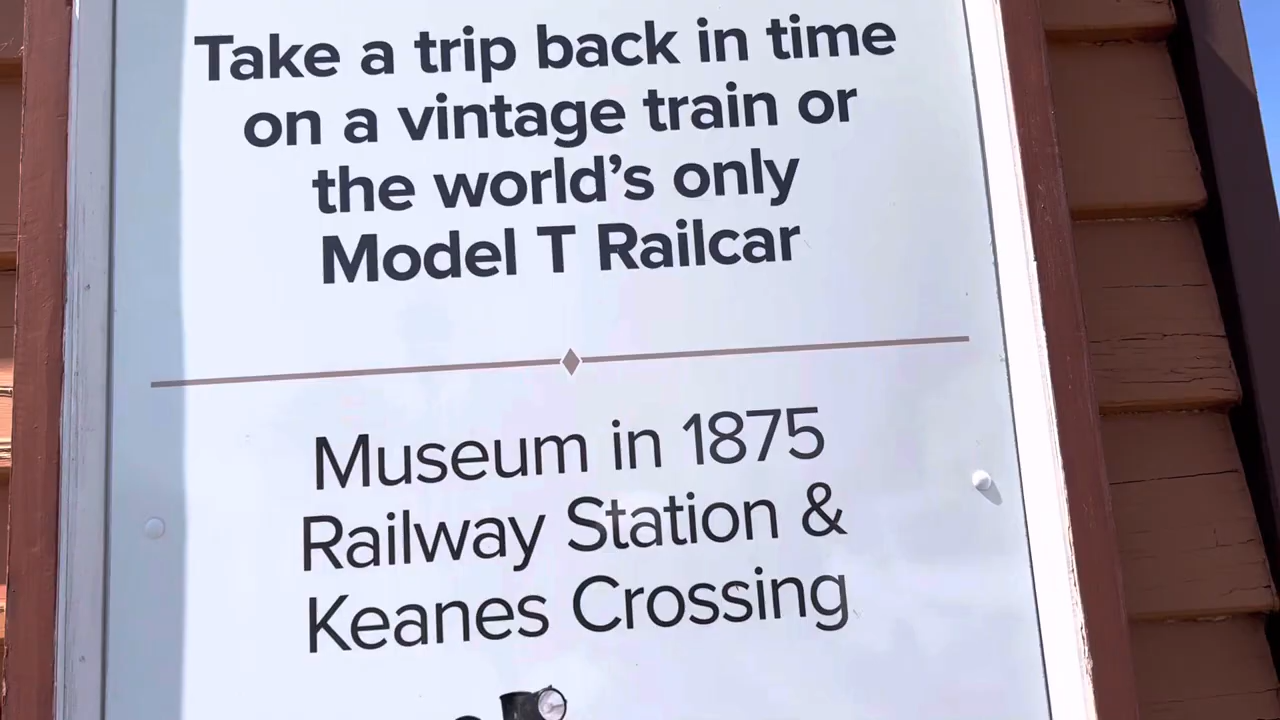 Take a trip back in time
on a vintage train or
the world’s only
Model T Railcar
Museum in 1875
Railway Station &
Keanes Crossing